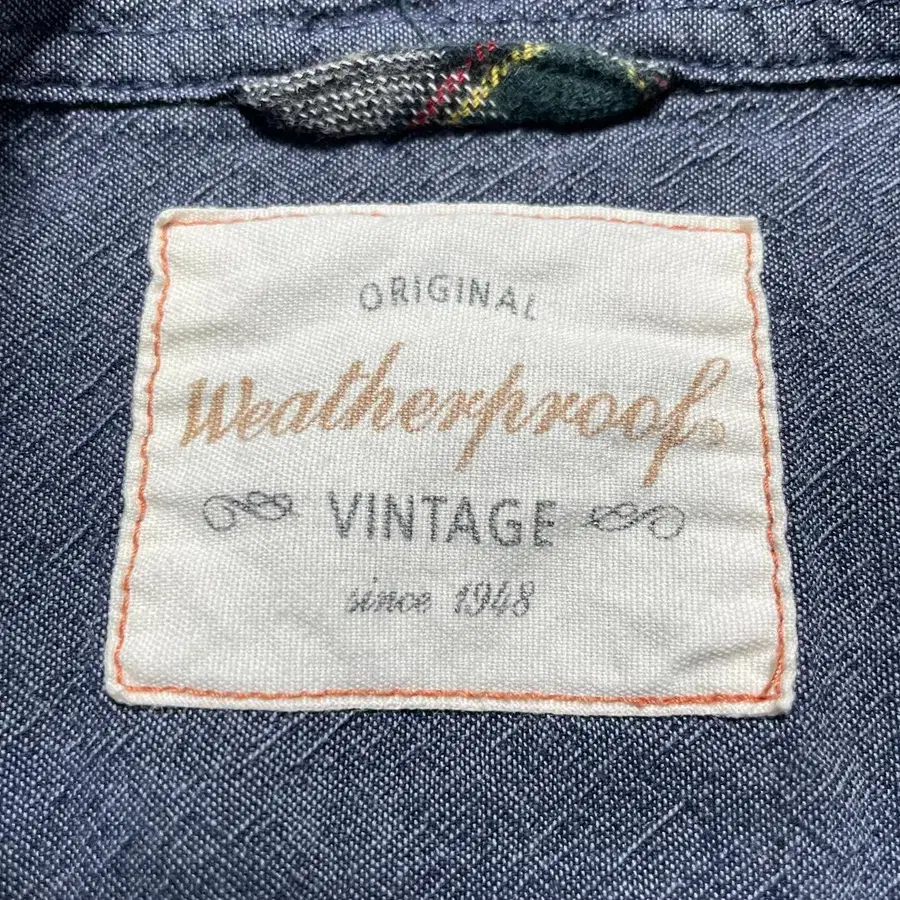 ORIGINAL
Weatherproof®
VINTAGE
since 1948